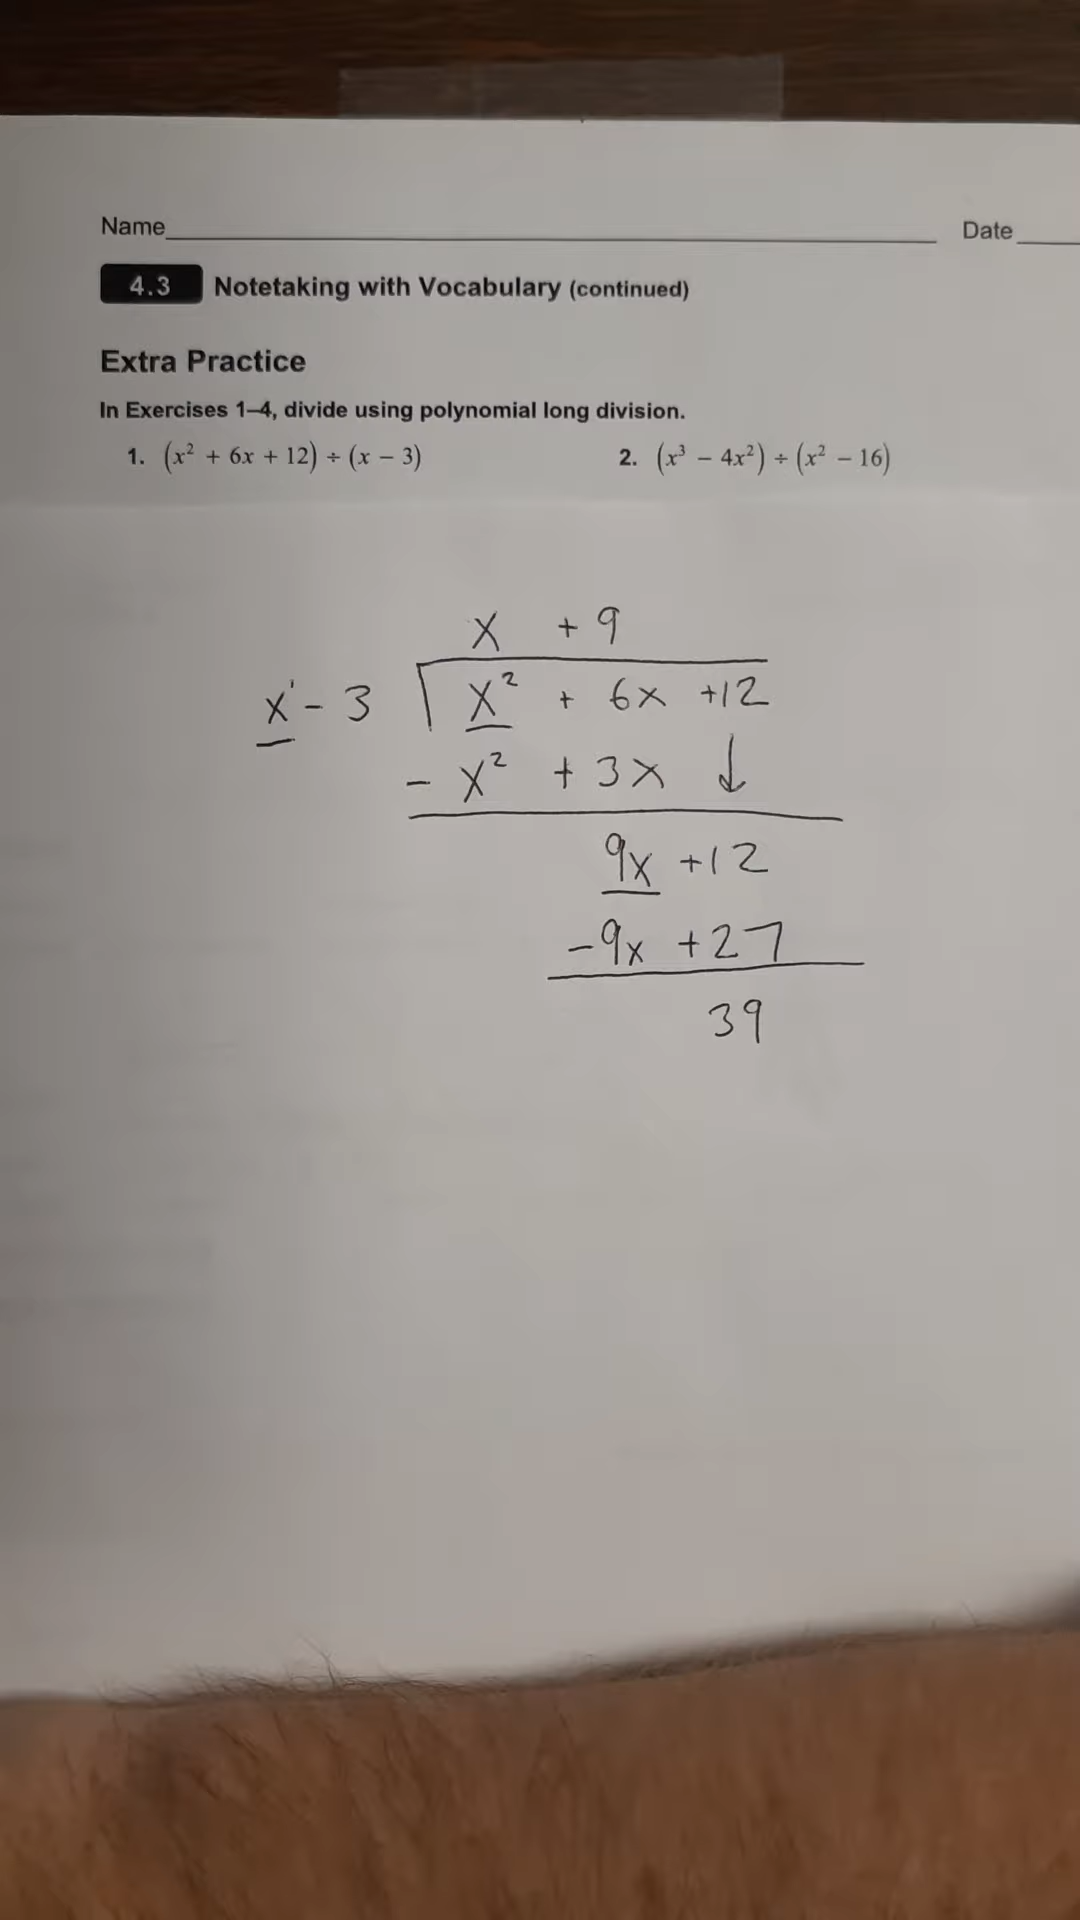 Name Date
4.3 Notetaking with Vocabulary (continued)
Extra Practice
In Exercises 1–4, divide using polynomial long division.
1. (x² + 6x + 12) ÷ (x − 3) 2. (x³ − 4x²) ÷ (x² − 16)
x + 9
x' - 3 x² + 6x +12
- x² + 3x ↓
9x +12
-9x +27
39